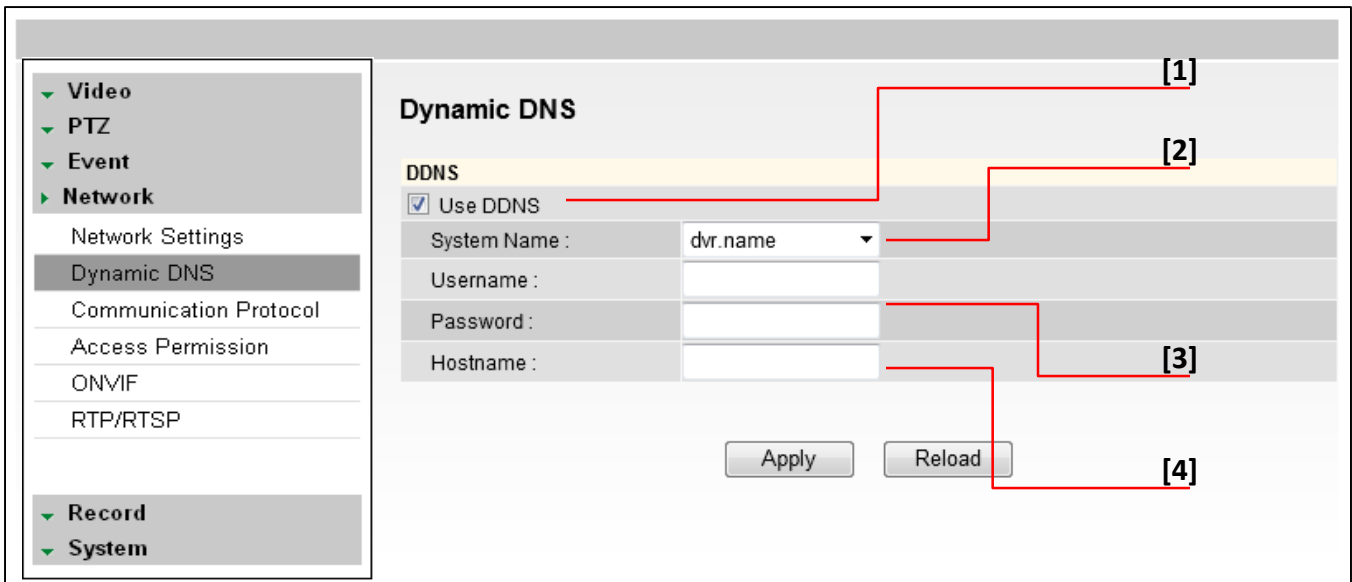 Video
PTZ
Event
Network
Network Settings
Dynamic DNS
Communication Protocol
Access Permission
ONVIF
RTP/RTSP
Record
System
Dynamic DNS
DDNS
Use DDNS
System Name : dvr.name
Username :
Password :
Hostname :
Apply Reload
[1]
[2]
[3]
[4]